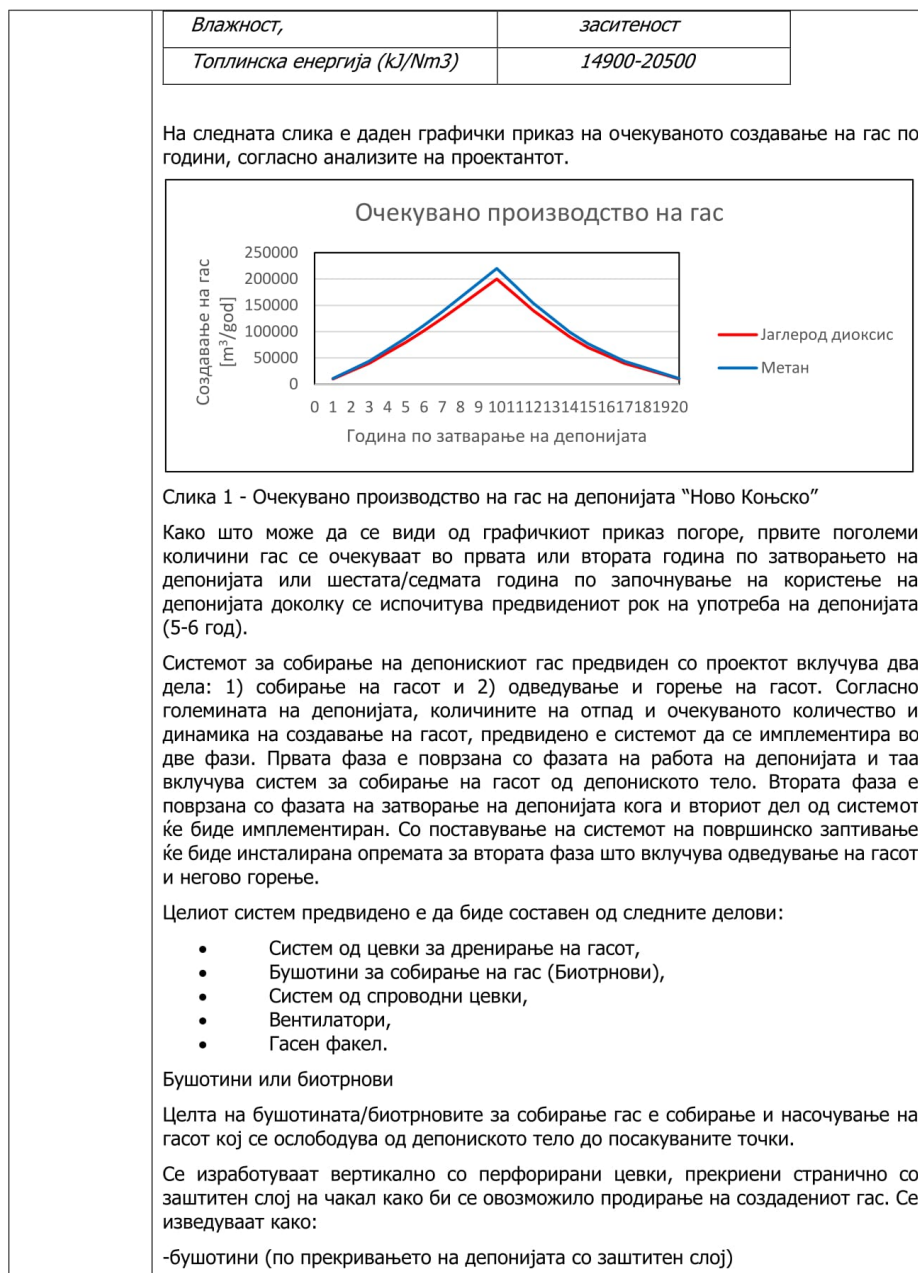 Влажност, заситеност
Топлинска енергија (kJ/Nm3) 14900-20500
На следната слика е даден графички приказ на очекуваното создавање на гас по
години, согласно анализите на проектантот.
Очекувано производство на гас
Создавање на гас
[m³/god]
250000
200000
150000
100000
50000
0
0 1 2 3 4 5 6 7 8 9 1011121314151617181920
Година по затварање на депонијата
Јаглерод диоксис
Метан
Слика 1 - Очекувано производство на гас на депонијата “Ново Коњско”
Како што може да се види од графичкиот приказ погоре, првите поголеми
количини гас се очекуваат во првата или втората година по затворањето на
депонијата или шестата/седмата година по започнување на користење на
депонијата доколку се испочитува предвидениот рок на употреба на депонијата
(5-6 год).
Системот за собирање на депонискиот гас предвиден со проектот вклучува два
дела: 1) собирање на гасот и 2) одведување и горење на гасот. Согласно
големината на депонијата, количините на отпад и очекуваното количество и
динамика на создавање на гасот, предвидено е системот да се имплементира во
две фази. Првата фаза е поврзана со фазата на работа на депонијата и таа
вклучува систем за собирање на гасот од депониското тело. Втората фаза е
поврзана со фазата на затворање на депонијата кога и вториот дел од системот
ќе биде имплементиран. Со поставување на системот на површинско заптивање
ќе биде инсталирана опремата за втората фаза што вклучува одведување на гасот
и негово горење.
Целиот систем предвидено е да биде составен од следните делови:
• Систем од цевки за дренирање на гасот,
• Бушотини за собирање на гас (Биотрнови),
• Систем од спроводни цевки,
• Вентилатори,
• Гасен факел.
Бушотини или биотрнови
Целта на бушотината/биотрновите за собирање гас е собирање и насочување на
гасот кој се ослободува од депониското тело до посакуваните точки.
Се изработуваат вертикално со перфорирани цевки, прекриени странично со
заштитен слој на чакал како би се овозможило продирање на создадениот гас. Се
изведуваат како:
-бушотини (по прекривањето на депонијата со заштитен слој)